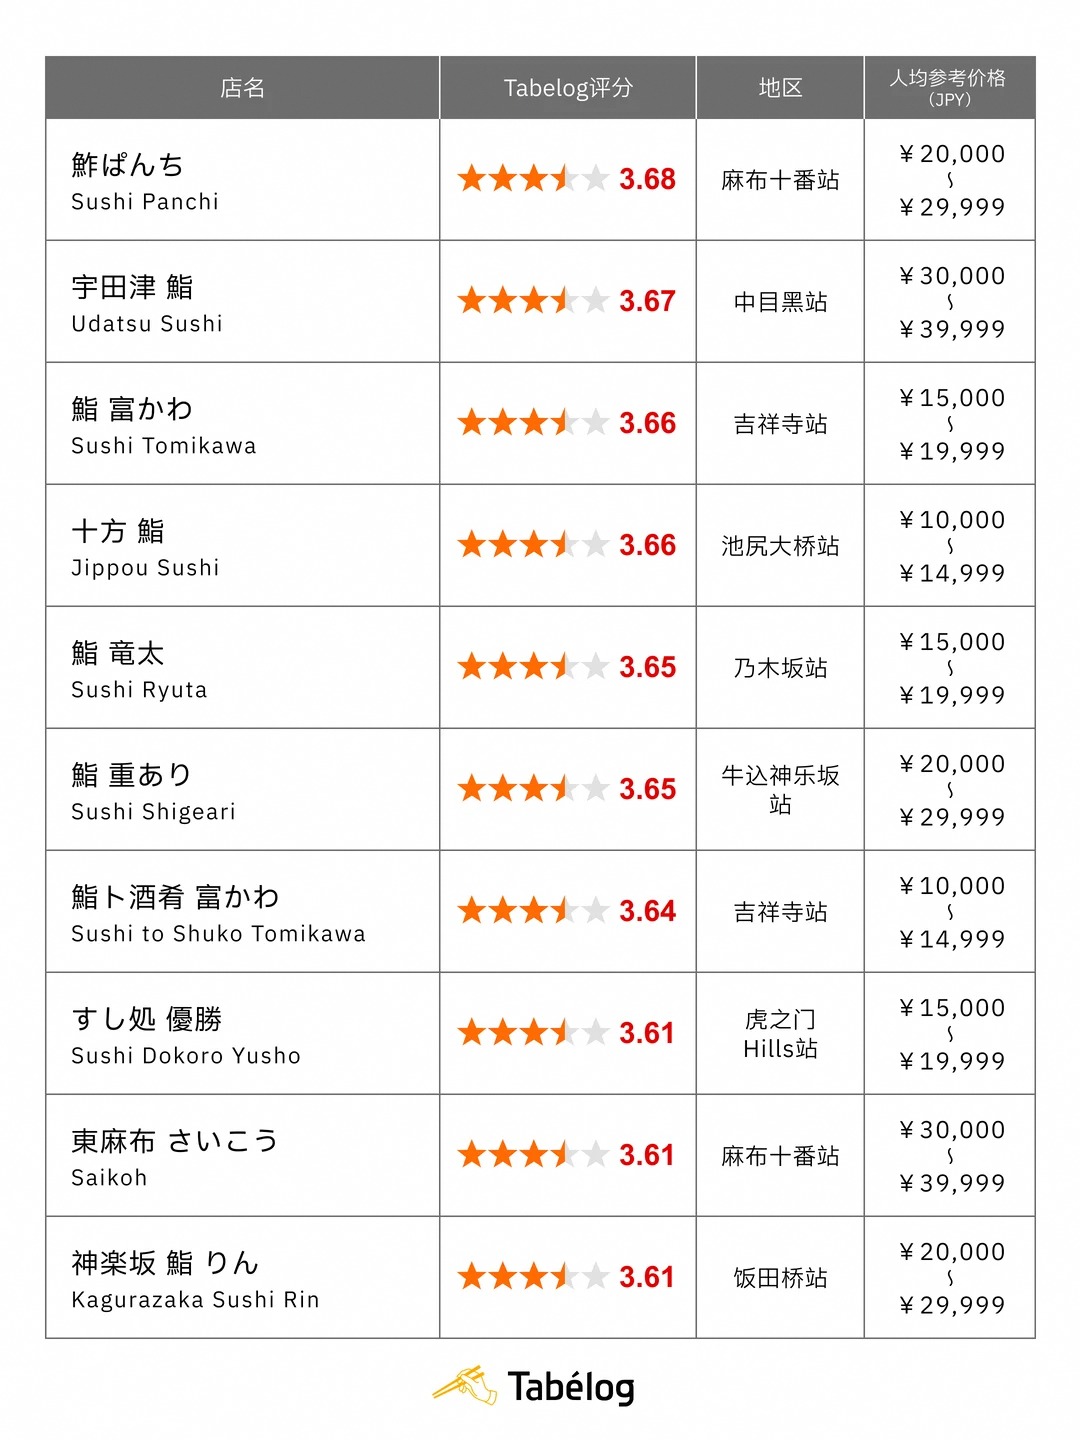 店名
Tabelog评分
地区
人均参考价格
(JPY)
鮓ぱんち
Sushi Panchi
3.68
麻布十番站
¥20,000
～
¥29,999
宇田津 鮨
Udatsu Sushi
3.67
中目黑站
¥30,000
～
¥39,999
鮨 富かわ
Sushi Tomikawa
3.66
吉祥寺站
¥15,000
～
¥19,999
十方 鮨
Jippou Sushi
3.66
池尻大桥站
¥10,000
～
¥14,999
鮨 竜太
Sushi Ryuta
3.65
乃木坂站
¥15,000
～
¥19,999
鮨 重あり
Sushi Shigeari
3.65
牛込神乐坂
站
¥20,000
～
¥29,999
鮨ト酒肴 富かわ
Sushi to Shuko Tomikawa
3.64
吉祥寺站
¥10,000
～
¥14,999
すし処 優勝
Sushi Dokoro Yusho
3.61
虎之门
Hills站
¥15,000
～
¥19,999
東麻布 さいこう
Saikoh
3.61
麻布十番站
¥30,000
～
¥39,999
神楽坂 鮨 りん
Kagurazaka Sushi Rin
3.61
饭田桥站
¥20,000
～
¥29,999
Tabélog